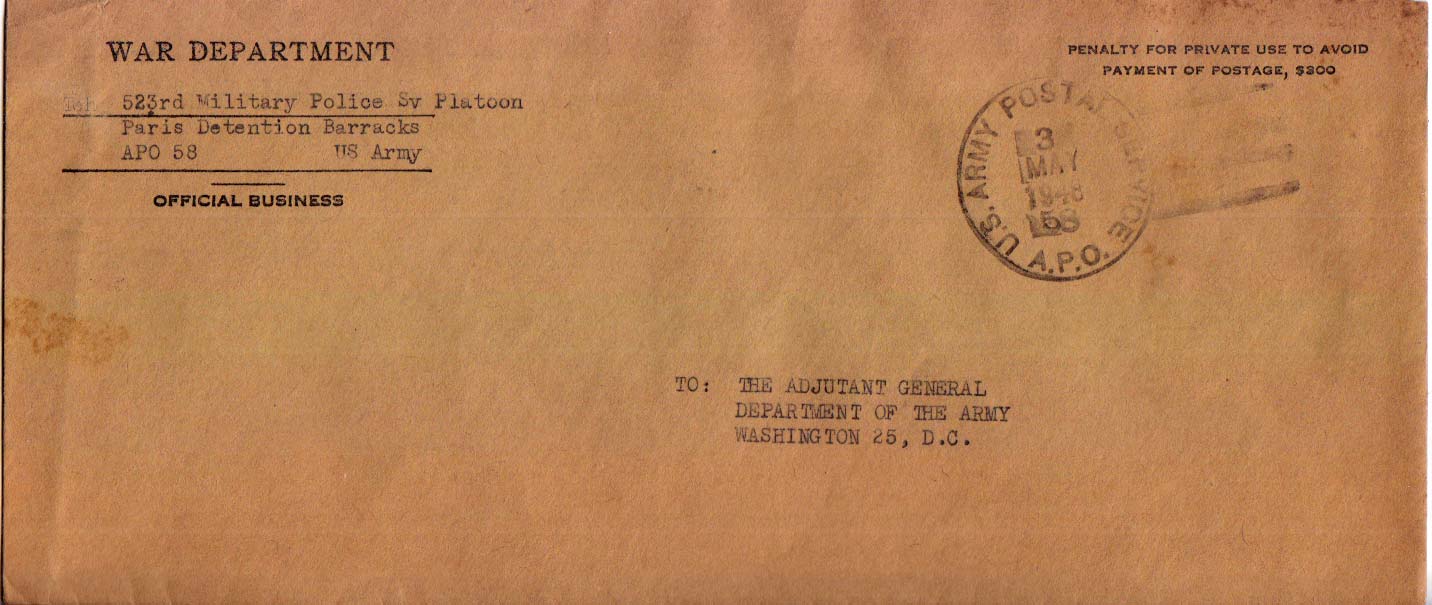 WAR DEPARTMENT
523rd Military Police Sv Platoon
Paris Detention Barracks
APO 58 US Army
OFFICIAL BUSINESS
PENALTY FOR PRIVATE USE TO AVOID
PAYMENT OF POSTAGE, $300
U.S. ARMY POSTAL SERVICE
3
MAY
1948
58
A.P.O.
TO: THE ADJUTANT GENERAL
DEPARTMENT OF THE ARMY
WASHINGTON 25, D.C.